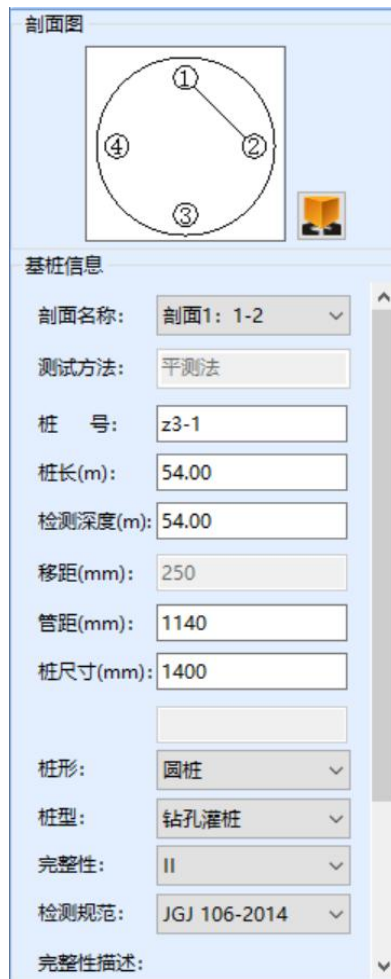 剖面图
①
④ ②
③
基桩信息
剖面名称: 剖面1: 1-2
测试方法: 平测法
桩 号: z3-1
桩长(m): 54.00
检测深度(m): 54.00
移距(mm): 250
管距(mm): 1140
桩尺寸(mm): 1400
桩形: 圆桩
桩型: 钻孔灌桩
完整性: II
检测规范: JGJ 106-2014
完整性描述: